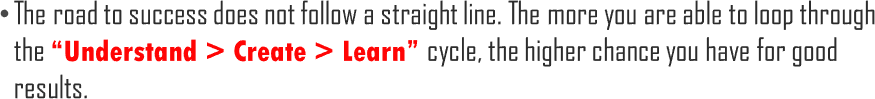 • The road to success does not follow a straight line. The more you are able to loop through
the “Understand > Create > Learn” cycle, the higher chance you have for good
results.